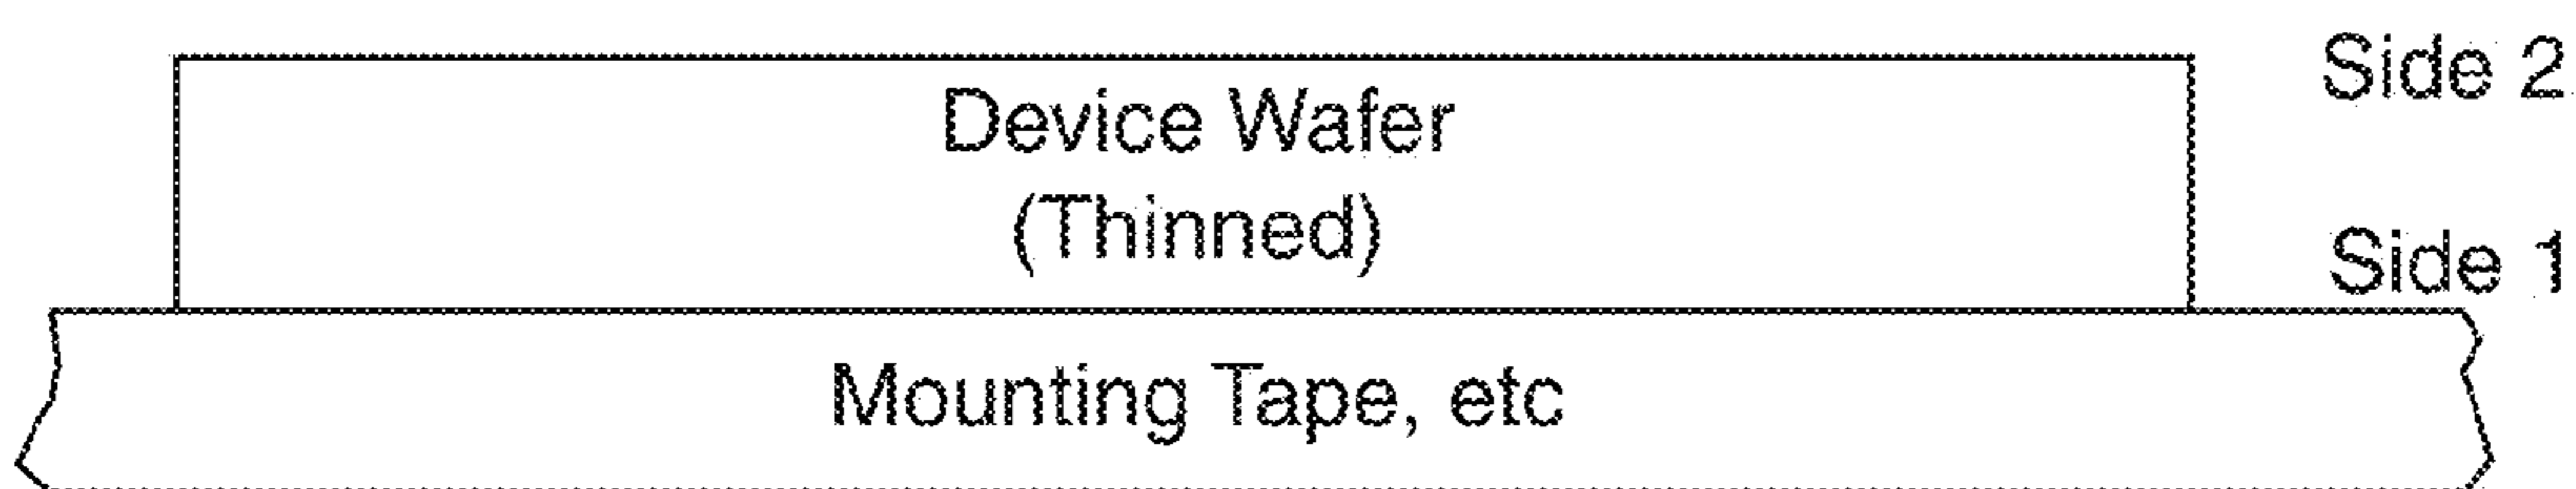 Side 2
Device Wafer
(Thinned)
Side 1
Mounting Tape, etc